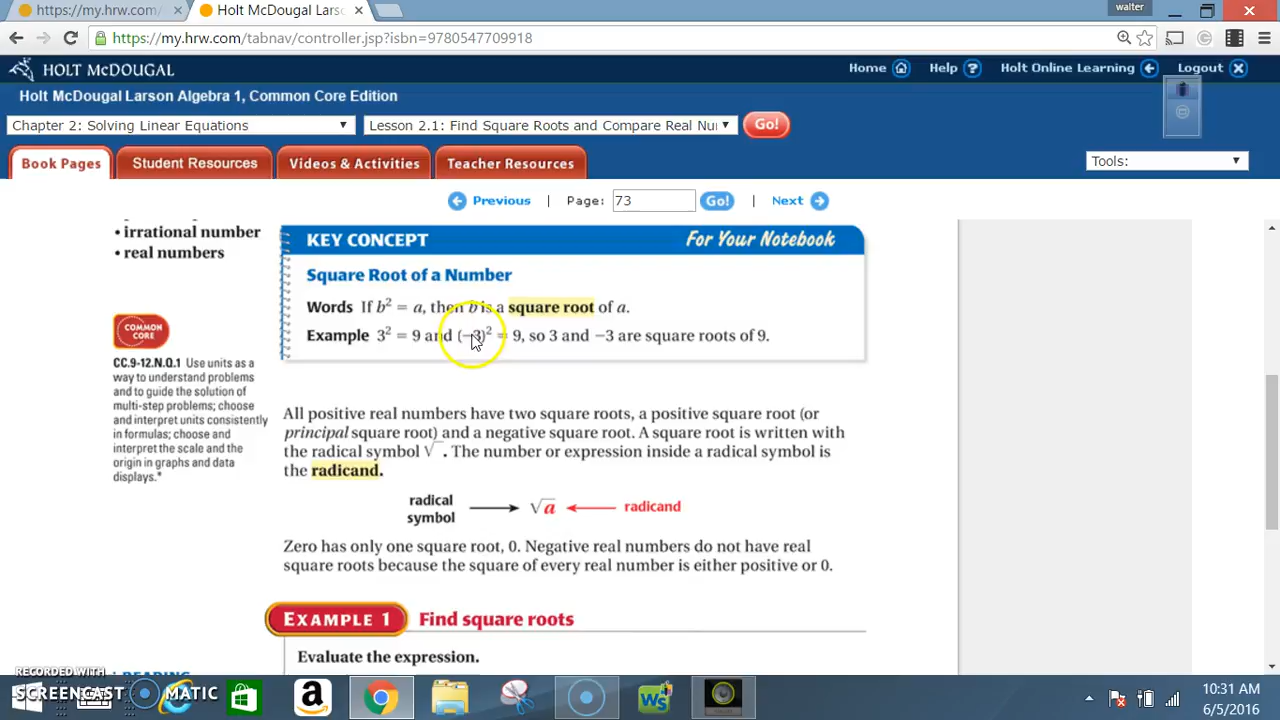 https://my.hrw.com/tabnav/
Holt McDougal Lars
walter
https://my.hrw.com/tabnav/controller.jsp?isbn=9780547709918
HOLT McDOUGAL
Home
Help ?
Holt Online Learning
Logout X
Holt McDougal Larson Algebra 1, Common Core Edition
Chapter 2: Solving Linear Equations
Lesson 2.1: Find Square Roots and Compare Real Nu
Go!
Book Pages
Student Resources
Videos & Activities
Teacher Resources
Tools:
Previous | Page: 73 Go! | Next
• irrational number
• real numbers
KEY CONCEPT
For Your Notebook
Square Root of a Number
Words If b² = a, then b is a square root of a.
Example 3² = 9 and (−3)² = 9, so 3 and −3 are square roots of 9.
COMMON
CORE
CC.9-12.N.Q.1 Use units as a
way to understand problems
and to guide the solution of
multi-step problems; choose
and interpret units consistently
in formulas; choose and
interpret the scale and the
origin in graphs and data
displays.*
All positive real numbers have two square roots, a positive square root (or
principal square root) and a negative square root. A square root is written with
the radical symbol √ . The number or expression inside a radical symbol is
the radicand.
radical
symbol
√a
radicand
Zero has only one square root, 0. Negative real numbers do not have real
square roots because the square of every real number is either positive or 0.
EXAMPLE 1
Find square roots
Evaluate the expression.
READING
RECORDED WITH
SCREENCAST MATIC
a
WS
10:31 AM
6/5/2016